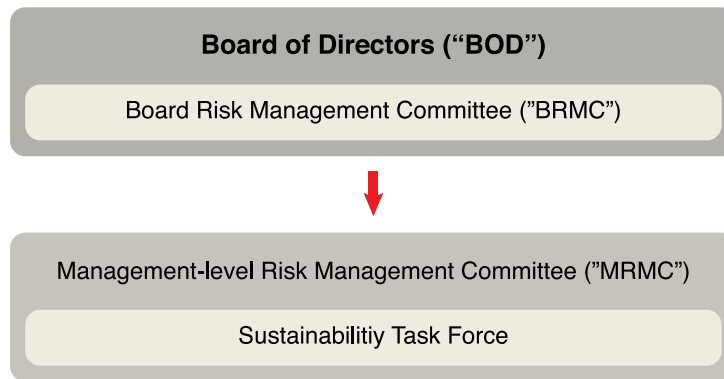 Board of Directors (“BOD”)
Board Risk Management Committee (”BRMC”)
Management-level Risk Management Committee (”MRMC”)
Sustainabilitiy Task Force